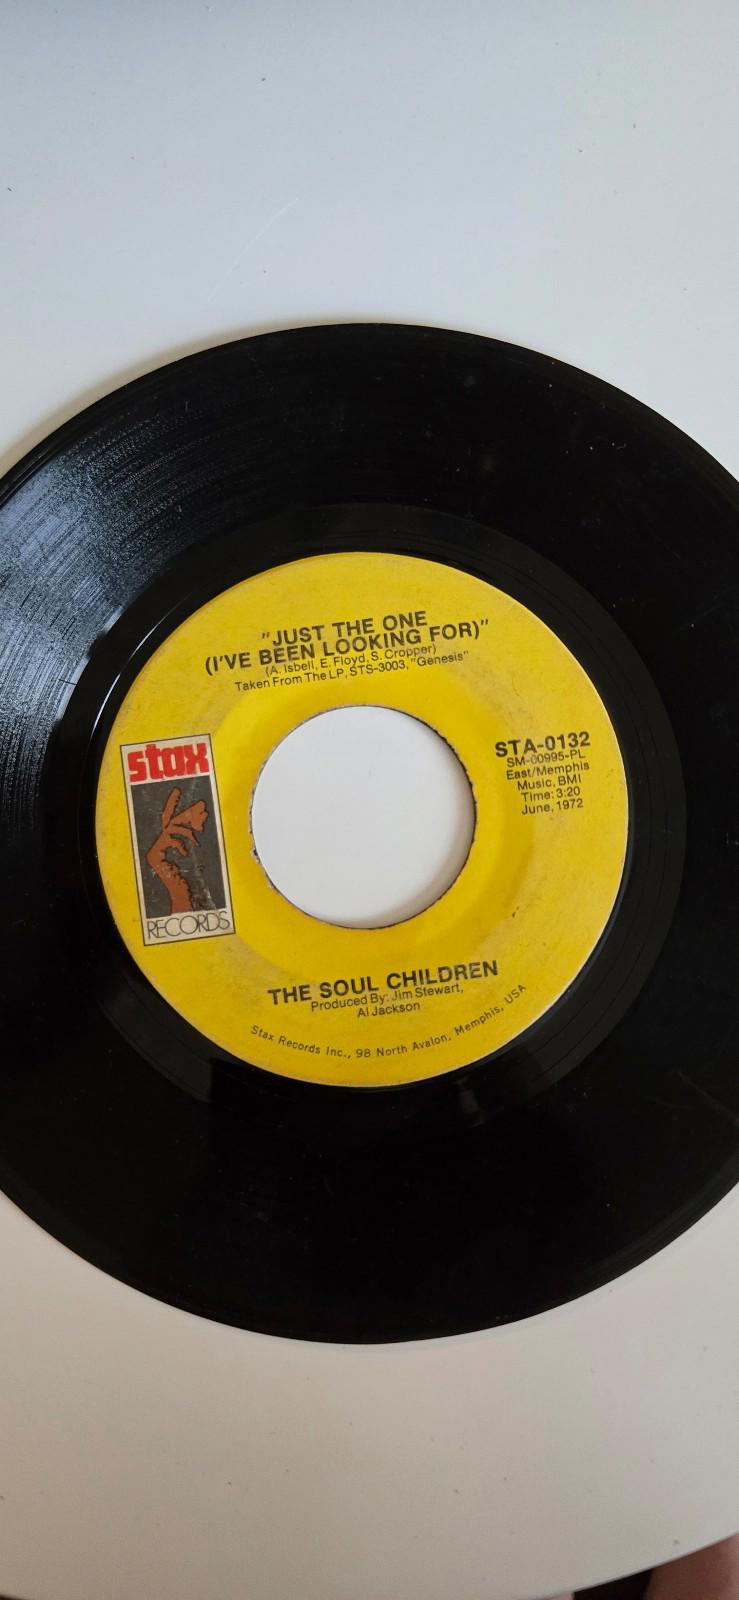 "JUST THE ONE
(I'VE BEEN LOOKING FOR)"
(A. Isbell, E. Floyd, S. Cropper)
Taken From The LP, STS-3003, "Genesis"
stax
RECORDS
STA-0132
SM-00995-PL
East/Memphis
Music, BMI
Time: 3:20
June, 1972
THE SOUL CHILDREN
Produced By: Jim Stewart,
Al Jackson
Stax Records Inc., 98 North Avalon, Memphis, USA